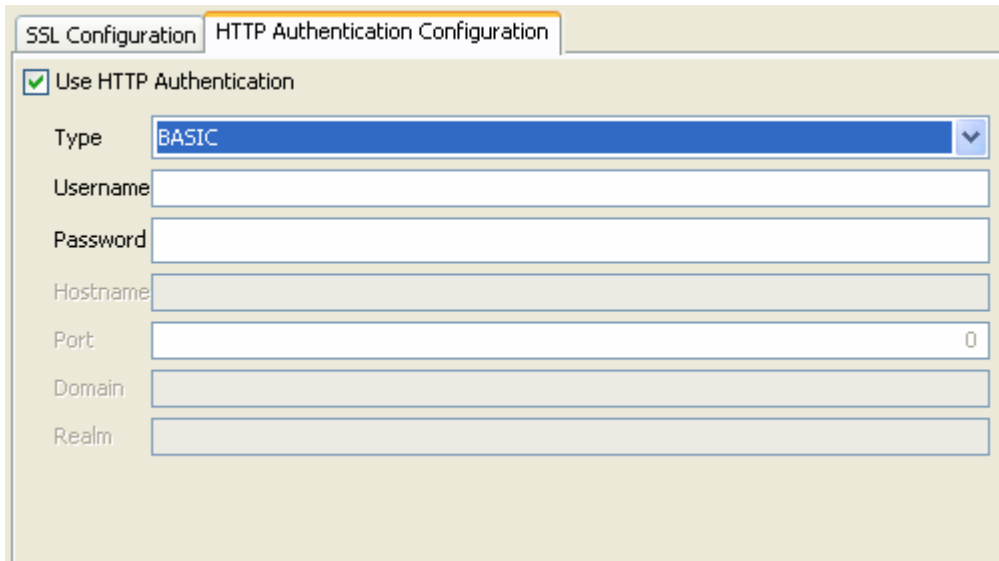 SSL Configuration HTTP Authentication Configuration
Use HTTP Authentication
Type BASIC
Username
Password
Hostname
Port 0
Domain
Realm